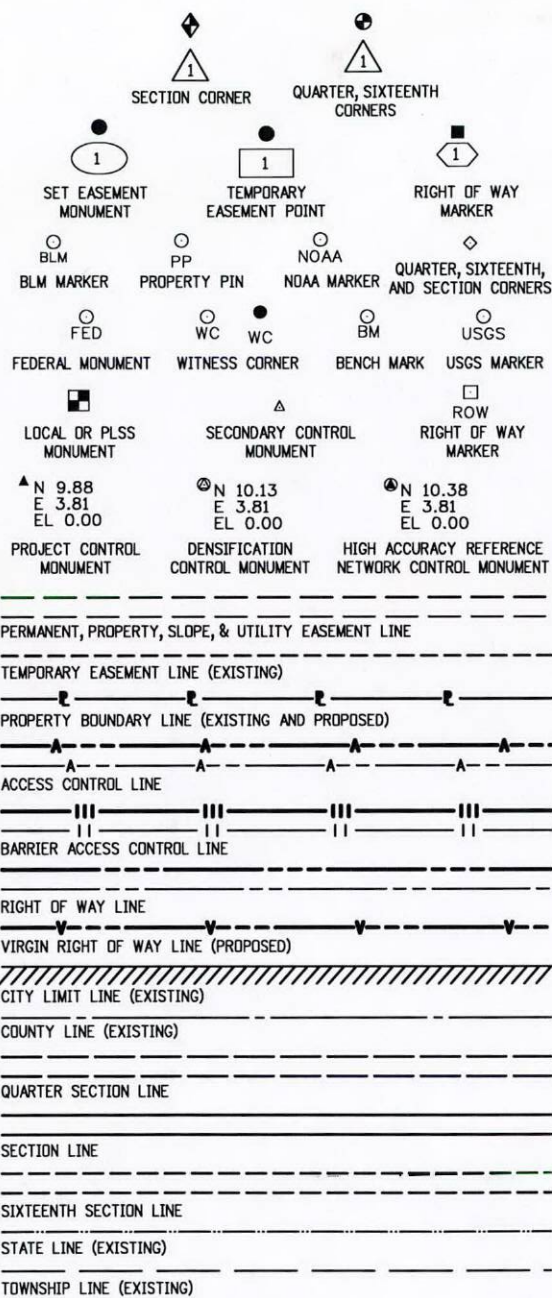 1
1
SECTION CORNER
QUARTER, SIXTEENTH
CORNERS
1
1
1
SET EASEMENT
MONUMENT
TEMPORARY
EASEMENT POINT
RIGHT OF WAY
MARKER
BLM
PP
NOAA
BLM MARKER
PROPERTY PIN
NOAA MARKER
QUARTER, SIXTEENTH,
AND SECTION CORNERS
FED
WC
WC
BM
USGS
FEDERAL MONUMENT
WITNESS CORNER
BENCH MARK
USGS MARKER
ROW
LOCAL OR PLSS
MONUMENT
SECONDARY CONTROL
MONUMENT
RIGHT OF WAY
MARKER
N 9.88
E 3.81
EL 0.00
N 10.13
E 3.81
EL 0.00
N 10.38
E 3.81
EL 0.00
PROJECT CONTROL
MONUMENT
DENSIFICATION
CONTROL MONUMENT
HIGH ACCURACY REFERENCE
NETWORK CONTROL MONUMENT
PERMANENT, PROPERTY, SLOPE, & UTILITY EASEMENT LINE
TEMPORARY EASEMENT LINE (EXISTING)
PROPERTY BOUNDARY LINE (EXISTING AND PROPOSED)
A A A A
A A A A
ACCESS CONTROL LINE
BARRIER ACCESS CONTROL LINE
RIGHT OF WAY LINE
V V V V
VIRGIN RIGHT OF WAY LINE (PROPOSED)
CITY LIMIT LINE (EXISTING)
COUNTY LINE (EXISTING)
QUARTER SECTION LINE
SECTION LINE
SIXTEENTH SECTION LINE
STATE LINE (EXISTING)
TOWNSHIP LINE (EXISTING)